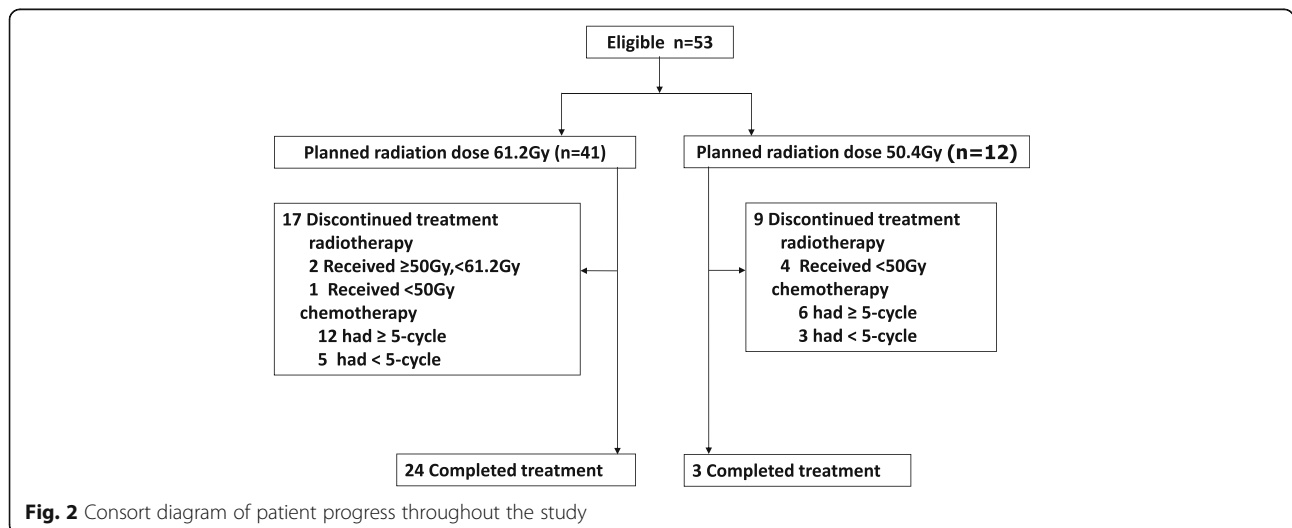 Eligible n=53
Planned radiation dose 61.2Gy (n=41)
Planned radiation dose 50.4Gy (n=12)
17 Discontinued treatment
radiotherapy
2 Received ≥50Gy,<61.2Gy
1 Received <50Gy
chemotherapy
12 had ≥ 5-cycle
5 had < 5-cycle
9 Discontinued treatment
radiotherapy
4 Received <50Gy
chemotherapy
6 had ≥ 5-cycle
3 had < 5-cycle
24 Completed treatment
3 Completed treatment
Fig. 2 Consort diagram of patient progress throughout the study